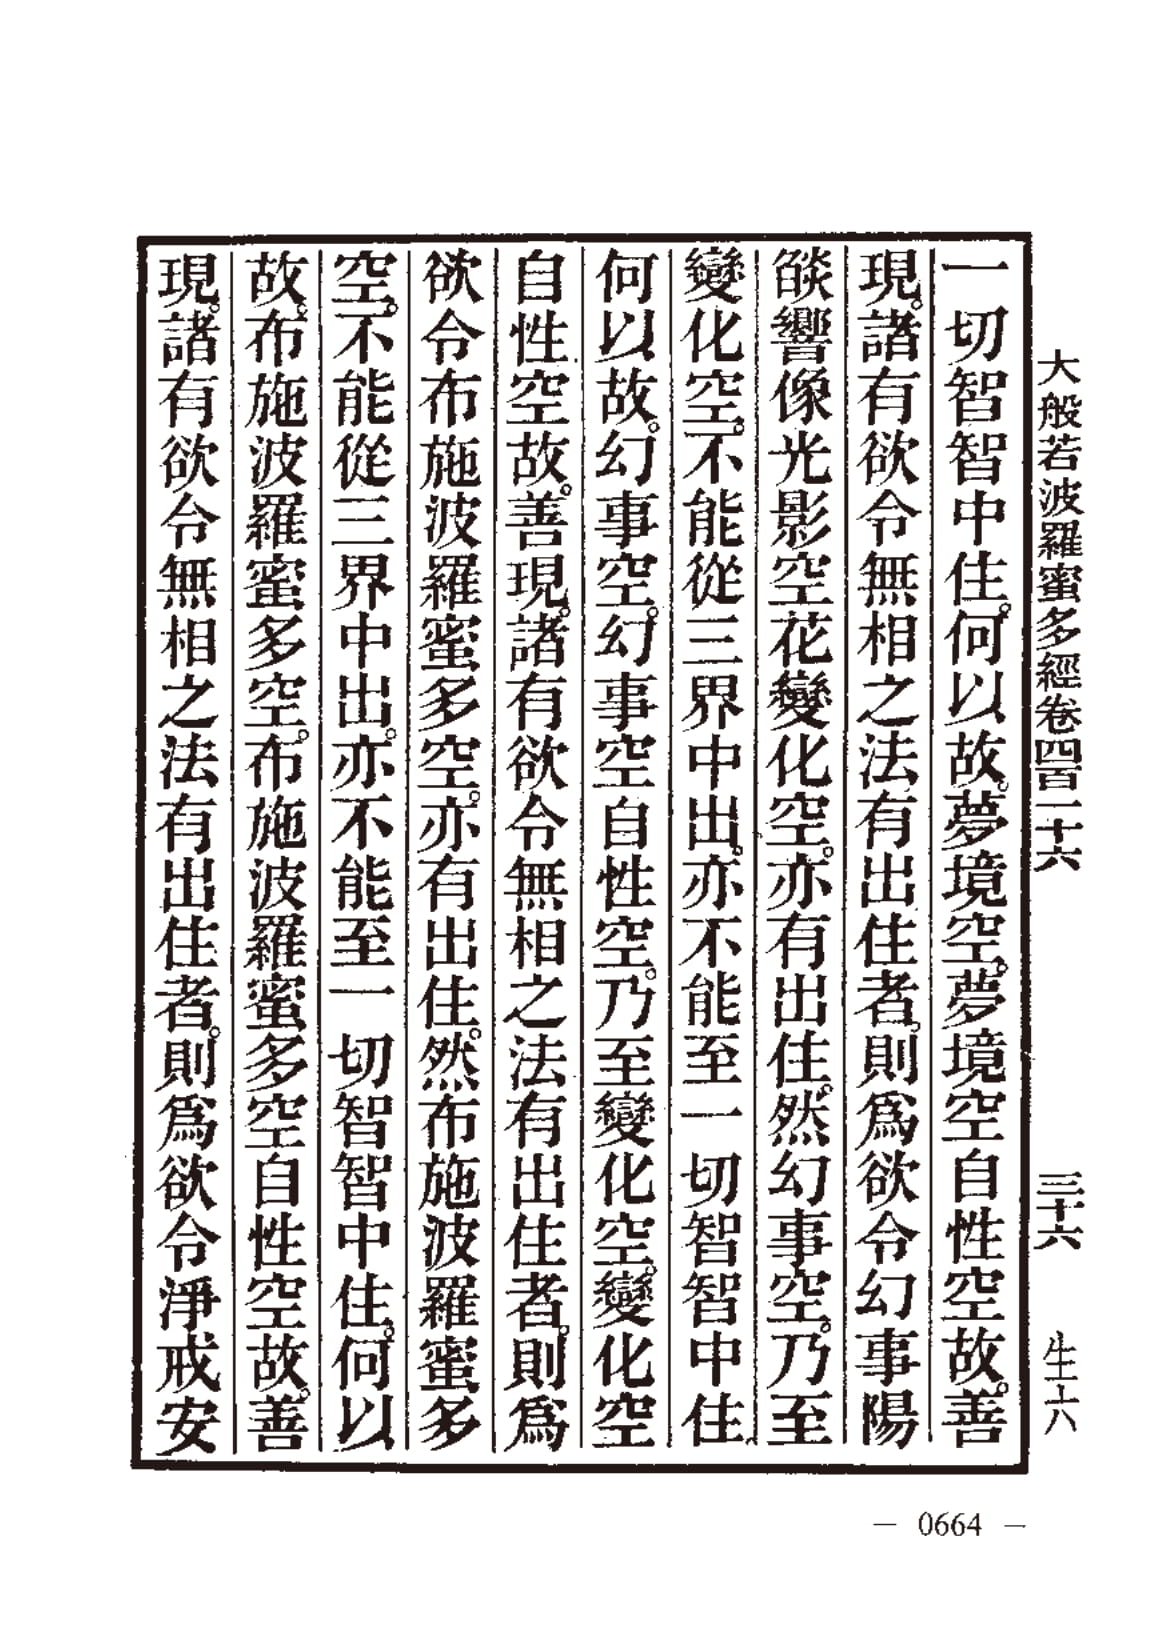 大般若波羅蜜多經卷四百一十六　三十六　生六
一切智智中住。何以故。夢境空。夢境空自性空故。善
現。諸有欲令無相之法有出住者。則爲欲令幻事陽
燄響像光影空花變化空。亦有出住。然幻事空。乃至
變化空。不能從三界中出。亦不能至一切智智中住。
何以故。幻事空。幻事空自性空。乃至變化空。變化空
自性空故。善現。諸有欲令無相之法有出住者。則爲
欲令布施波羅蜜多空。亦有出住。然布施波羅蜜多
空。不能從三界中出。亦不能至一切智智中住。何以
故。布施波羅蜜多空。布施波羅蜜多空自性空故。善
現。諸有欲令無相之法有出住者。則爲欲令淨戒安
— 0664 —